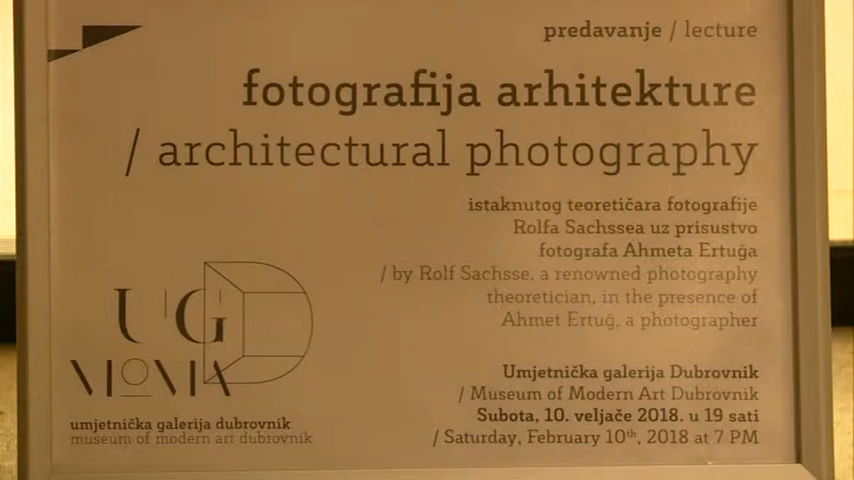 predavanje / lecture
fotografija arhitekture
/ architectural photography
istaknutog teoretičara fotografije
Rolfa Sachssea uz prisustvo
fotografa Ahmeta Ertuğa
/ by Rolf Sachsse, a renowned photography
theoretician, in the presence of
Ahmet Ertuğ, a photographer
Umjetnička galerija Dubrovnik
/ Museum of Modern Art Dubrovnik
Subota, 10. veljače 2018. u 19 sati
/ Saturday, February 10th, 2018 at 7 PM
UGD
MOMA
umjetnička galerija dubrovnik
museum of modern art dubrovnik